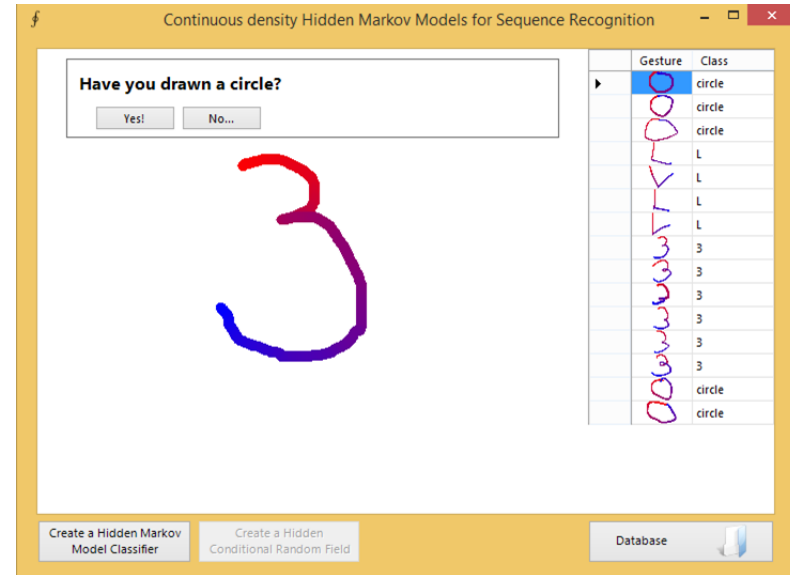 Continuous density Hidden Markov Models for Sequence Recognition
Have you drawn a circle?
Yes! No...
3
Gesture Class
circle
circle
circle
L
L
L
L
3
3
3
3
3
3
circle
circle
Create a Hidden Markov
Model Classifier
Create a Hidden
Conditional Random Field
Database